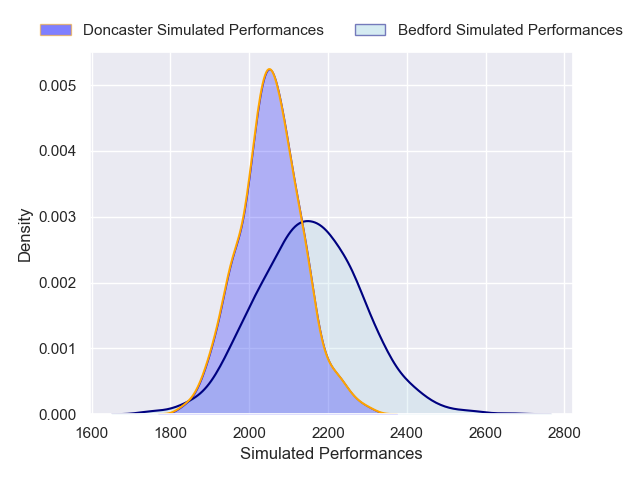 Doncaster Simulated Performances Bedford Simulated Performances
0.005
0.004
0.003
0.002
0.001
0.000
Density
1600 1800 2000 2200 2400 2600 2800
Simulated Performances